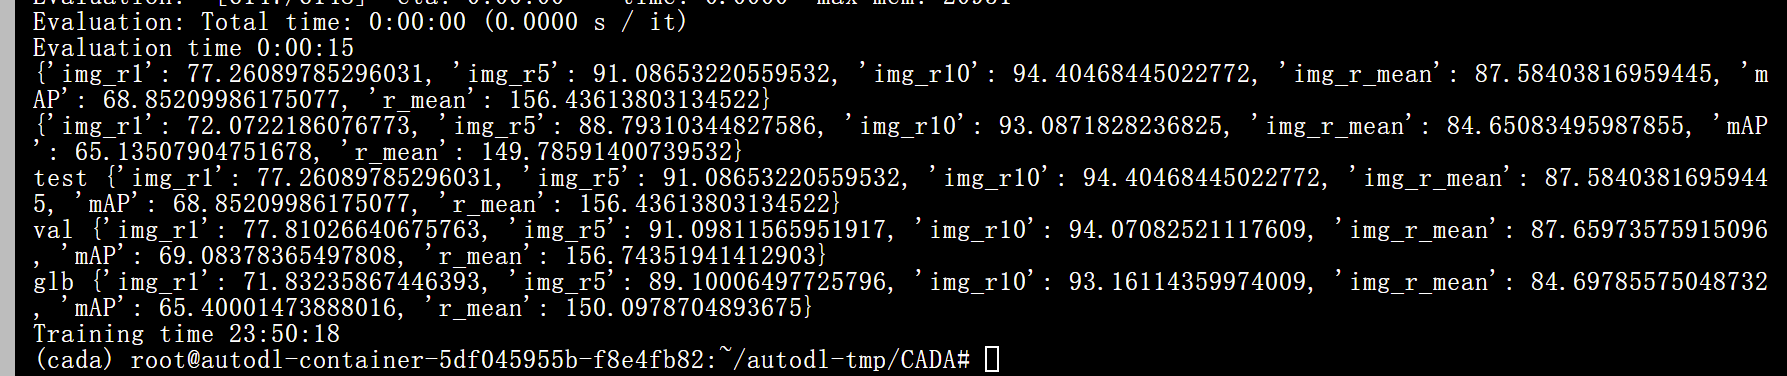 Evaluation: Total time: 0:00:00 (0.0000 s / it)
Evaluation time 0:00:15
{'img_r1': 77.26089785296031, 'img_r5': 91.08653220559532, 'img_r10': 94.40468445022772, 'img_r_mean': 87.58403816959445, 'm
AP': 68.85209986175077, 'r_mean': 156.43613803134522}
{'img_r1': 72.0722186076773, 'img_r5': 88.79310344827586, 'img_r10': 93.0871828236825, 'img_r_mean': 84.65083495987855, 'mAP
': 65.13507904751678, 'r_mean': 149.78591400739532}
test {'img_r1': 77.26089785296031, 'img_r5': 91.08653220559532, 'img_r10': 94.40468445022772, 'img_r_mean': 87.5840381695944
5, 'mAP': 68.85209986175077, 'r_mean': 156.43613803134522}
val {'img_r1': 77.81026640675763, 'img_r5': 91.09811565951917, 'img_r10': 94.07082521117609, 'img_r_mean': 87.65973575915096
, 'mAP': 69.08378365497808, 'r_mean': 156.74351941412903}
glb {'img_r1': 71.83235867446393, 'img_r5': 89.10006497725796, 'img_r10': 93.16114359974009, 'img_r_mean': 84.69785575048732
, 'mAP': 65.40001473888016, 'r_mean': 150.0978704893675}
Training time 23:50:18
(cada) root@autodl-container-5df045955b-f8e4fb82:~/autodl-tmp/CADA#